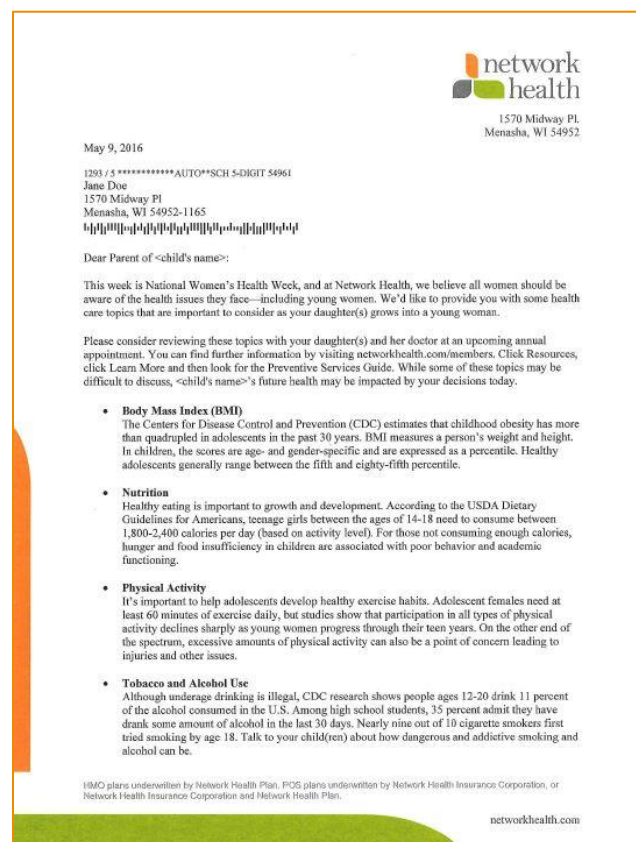 network
health
1570 Midway Pl.
Menasha, WI 54952
May 9, 2016
1293 / 5 ************AUTO**SCH 5-DIGIT 54961
Jane Doe
1570 Midway Pl
Menasha, WI 54952-1165
Dear Parent of <child's name>:
This week is National Women's Health Week, and at Network Health, we believe all women should be
aware of the health issues they face—including young women. We'd like to provide you with some health
care topics that are important to consider as your daughter(s) grows into a young woman.
Please consider reviewing these topics with your daughter(s) and her doctor at an upcoming annual
appointment. You can find further information by visiting networkhealth.com/members. Click Resources,
click Learn More and then look for the Preventive Services Guide. While some of these topics may be
difficult to discuss, <child's name>'s future health may be impacted by your decisions today.
• Body Mass Index (BMI)
The Centers for Disease Control and Prevention (CDC) estimates that childhood obesity has more
than quadrupled in adolescents in the past 30 years. BMI measures a person's weight and height.
In children, the scores are age- and gender-specific and are expressed as a percentile. Healthy
adolescents generally range between the fifth and eighty-fifth percentile.
• Nutrition
Healthy eating is important to growth and development. According to the USDA Dietary
Guidelines for Americans, teenage girls between the ages of 14-18 need to consume between
1,800-2,400 calories per day (based on activity level). For those not consuming enough calories,
hunger and food insufficiency in children are associated with poor behavior and academic
functioning.
• Physical Activity
It's important to help adolescents develop healthy exercise habits. Adolescent females need at
least 60 minutes of exercise daily, but studies show that participation in all types of physical
activity declines sharply as young women progress through their teen years. On the other end of
the spectrum, excessive amounts of physical activity can also be a point of concern leading to
injuries and other issues.
• Tobacco and Alcohol Use
Although underage drinking is illegal, CDC research shows people ages 12-20 drink 11 percent
of the alcohol consumed in the U.S. Among high school students, 35 percent admit they have
drank some amount of alcohol in the last 30 days. Nearly nine out of 10 cigarette smokers first
tried smoking by age 18. Talk to your child(ren) about how dangerous and addictive smoking and
alcohol can be.
HMO plans underwritten by Network Health Plan. POS plans underwritten by Network Health Insurance Corporation, or
Network Health Insurance Corporation and Network Health Plan.
networkhealth.com